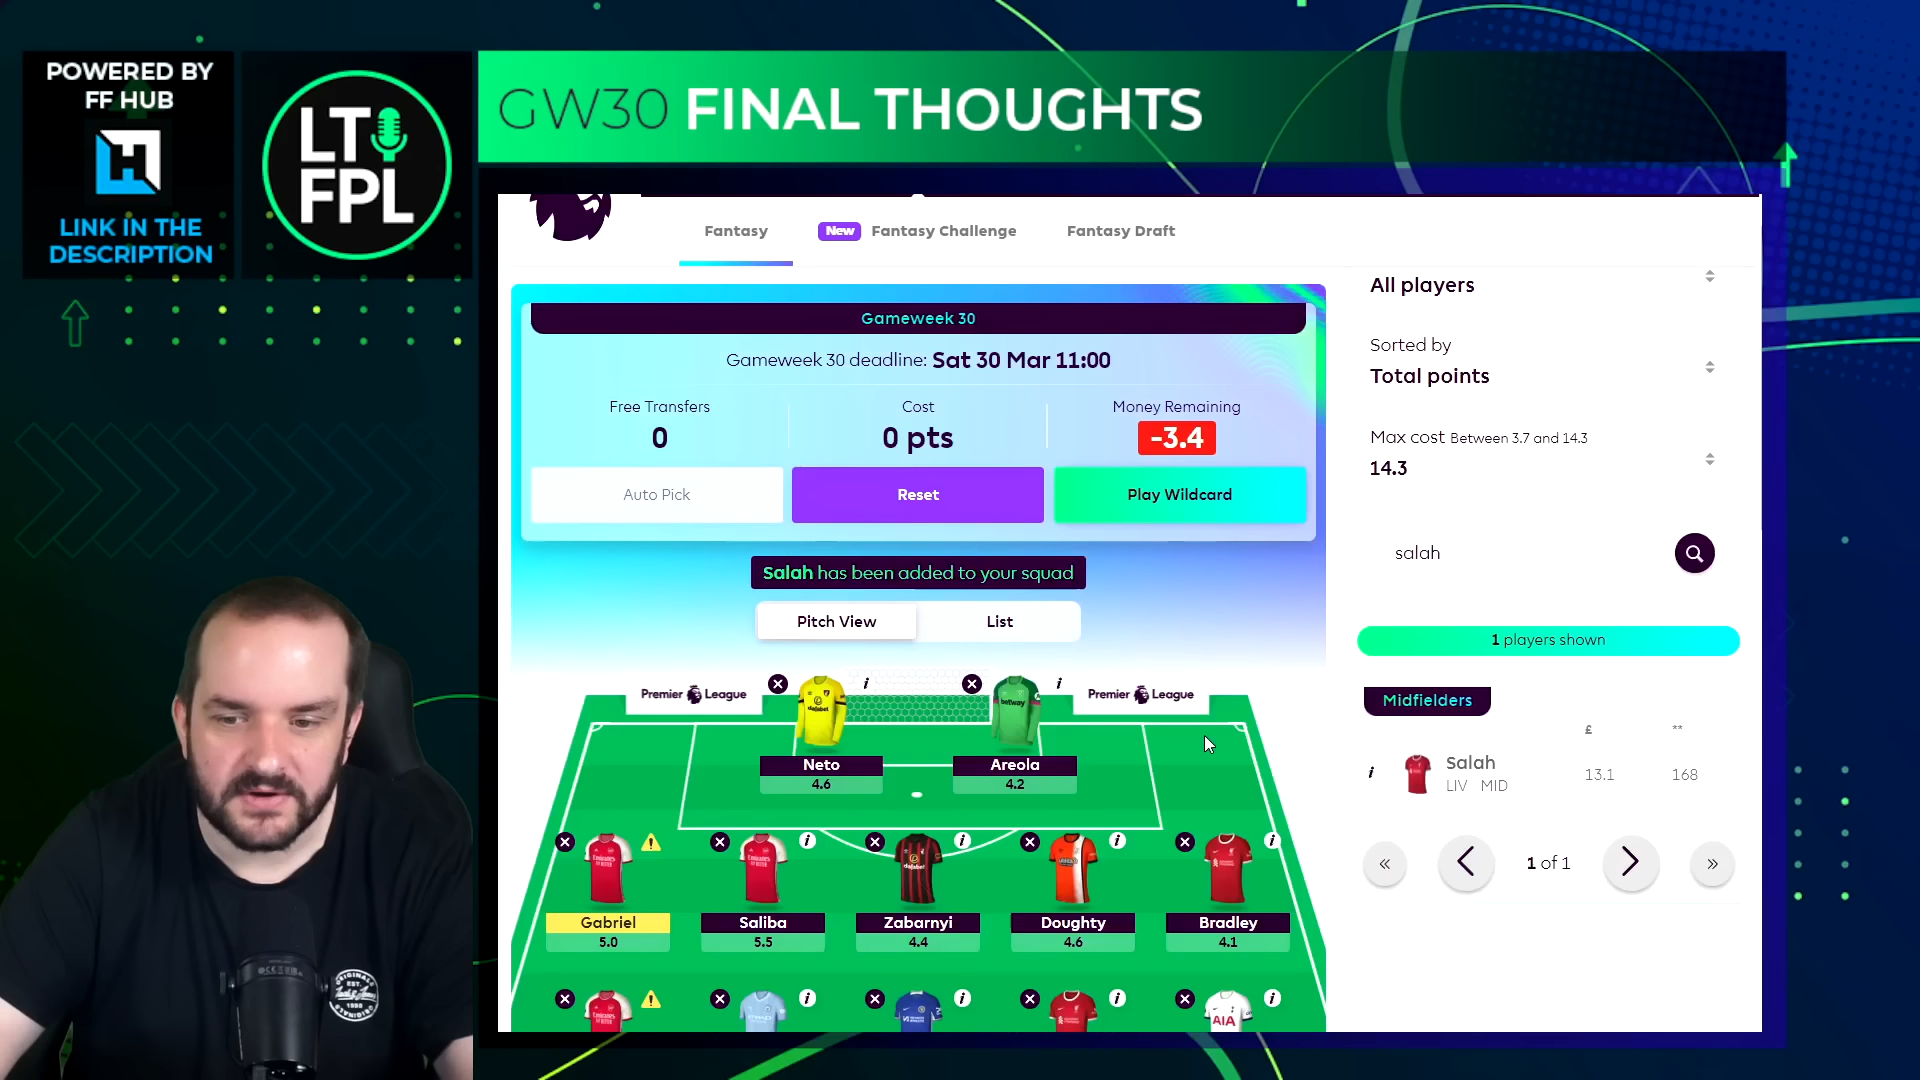 POWERED BY
FF HUB
LINK IN THE
DESCRIPTION
LT
FPL
GW30 FINAL THOUGHTS
Fantasy
New Fantasy Challenge
Fantasy Draft
Gameweek 30
Gameweek 30 deadline: Sat 30 Mar 11:00
Free Transfers
0
Cost
0 pts
Money Remaining
-3.4
Auto Pick
Reset
Play Wildcard
Salah has been added to your squad
Pitch View
List
Premier League
Premier League
dafabet
betway
Neto
4.6
Areola
4.2
Gabriel
5.0
Saliba
5.5
Zabarnyi
4.4
Doughty
4.6
Bradley
4.1
AIA
All players
Sorted by
Total points
Max cost Between 3.7 and 14.3
14.3
salah
1 players shown
Midfielders
£
**
Salah
LIV MID
13.1
168
« 1 of 1 »